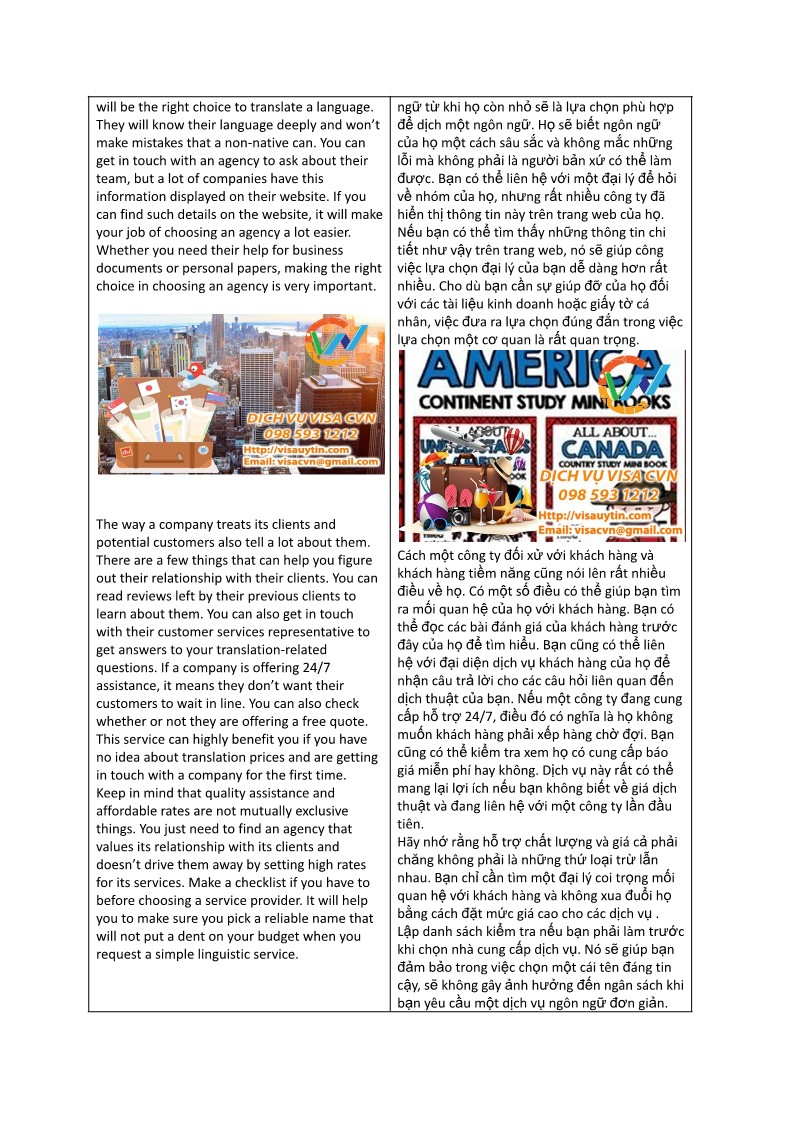 will be the right choice to translate a language.
They will know their language deeply and won't
make mistakes that a non-native can. You can
get in touch with an agency to ask about their
team, but a lot of companies have this
information displayed on their website. If you
can find such details on the website, it will make
your job of choosing an agency a lot easier.
Whether you need their help for business
documents or personal papers, making the right
choice in choosing an agency is very important.
DỊCH VỤ VISA CVN
098 593 1212
Http://visauytin.com
Email: visacvn@gmail.com
The way a company treats its clients and
potential customers also tell a lot about them.
There are a few things that can help you figure
out their relationship with their clients. You can
read reviews left by their previous clients to
learn about them. You can also get in touch
with their customer services representative to
get answers to your translation-related
questions. If a company is offering 24/7
assistance, it means they don't want their
customers to wait in line. You can also check
whether or not they are offering a free quote.
This service can highly benefit you if you have
no idea about translation prices and are getting
in touch with a company for the first time.
Keep in mind that quality assistance and
affordable rates are not mutually exclusive
things. You just need to find an agency that
values its relationship with its clients and
doesn't drive them away by setting high rates
for its services. Make a checklist if you have to
before choosing a service provider. It will help
you to make sure you pick a reliable name that
will not put a dent on your budget when you
request a simple linguistic service.
ngữ từ khi họ còn nhỏ sẽ là lựa chọn phù hợp
để dịch một ngôn ngữ. Họ sẽ biết ngôn ngữ
của họ một cách sâu sắc và không mắc những
lỗi mà không phải là người bản xứ có thể làm
được. Bạn có thể liên hệ với một đại lý để hỏi
về nhóm của họ, nhưng rất nhiều công ty đã
hiển thị thông tin này trên trang web của họ.
Nếu bạn có thể tìm thấy những thông tin chi
tiết như vậy trên trang web, nó sẽ giúp công
việc lựa chọn đại lý của bạn dễ dàng hơn rất
nhiều. Cho dù bạn cần sự giúp đỡ của họ đối
với các tài liệu kinh doanh hoặc giấy tờ cá
nhân, việc đưa ra lựa chọn đúng đắn trong việc
lựa chọn một cơ quan là rất quan trọng.
AMERICA
CONTINENT STUDY MINI BOOKS
ALL ABOUT...
UNITED STATES
ALL ABOUT...
CANADA
COUNTRY STUDY MINI BOOK
DỊCH VỤ VISA CVN
098 593 1212
Http://visauytin.com
Email: visacvn@gmail.com
Cách một công ty đối xử với khách hàng và
khách hàng tiềm năng cũng nói lên rất nhiều
điều về họ. Có một số điều có thể giúp bạn tìm
ra mối quan hệ của họ với khách hàng. Bạn có
thể đọc các bài đánh giá của khách hàng trước
đây của họ để tìm hiểu. Bạn cũng có thể liên
hệ với đại diện dịch vụ khách hàng của họ để
nhận câu trả lời cho các câu hỏi liên quan đến
dịch thuật của bạn. Nếu một công ty đang cung
cấp hỗ trợ 24/7, điều đó có nghĩa là họ không
muốn khách hàng phải xếp hàng chờ đợi. Bạn
cũng có thể kiểm tra xem họ có cung cấp báo
giá miễn phí hay không. Dịch vụ này rất có thể
mang lại lợi ích nếu bạn không biết về giá dịch
thuật và đang liên hệ với một công ty lần đầu
tiên.
Hãy nhớ rằng hỗ trợ chất lượng và giá cả phải
chăng không phải là những thứ loại trừ lẫn
nhau. Bạn chỉ cần tìm một đại lý coi trọng mối
quan hệ với khách hàng và không xua đuổi họ
bằng cách đặt mức giá cao cho các dịch vụ .
Lập danh sách kiểm tra nếu bạn phải làm trước
khi chọn nhà cung cấp dịch vụ. Nó sẽ giúp bạn
đảm bảo trong việc chọn một cái tên đáng tin
cậy, sẽ không gây ảnh hưởng đến ngân sách khi
bạn yêu cầu một dịch vụ ngôn ngữ đơn giản.